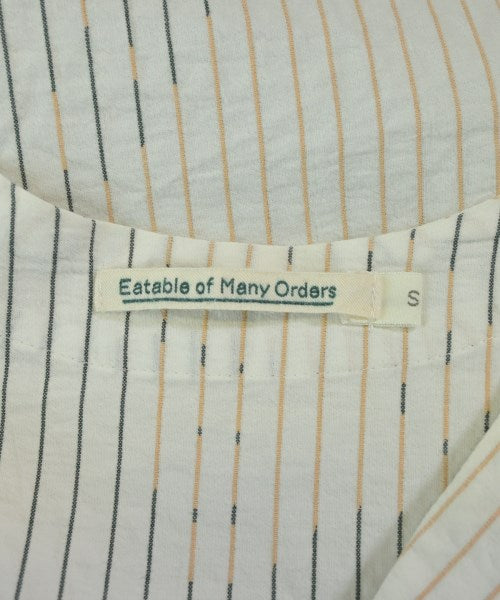 Eatable of Many Orders
S